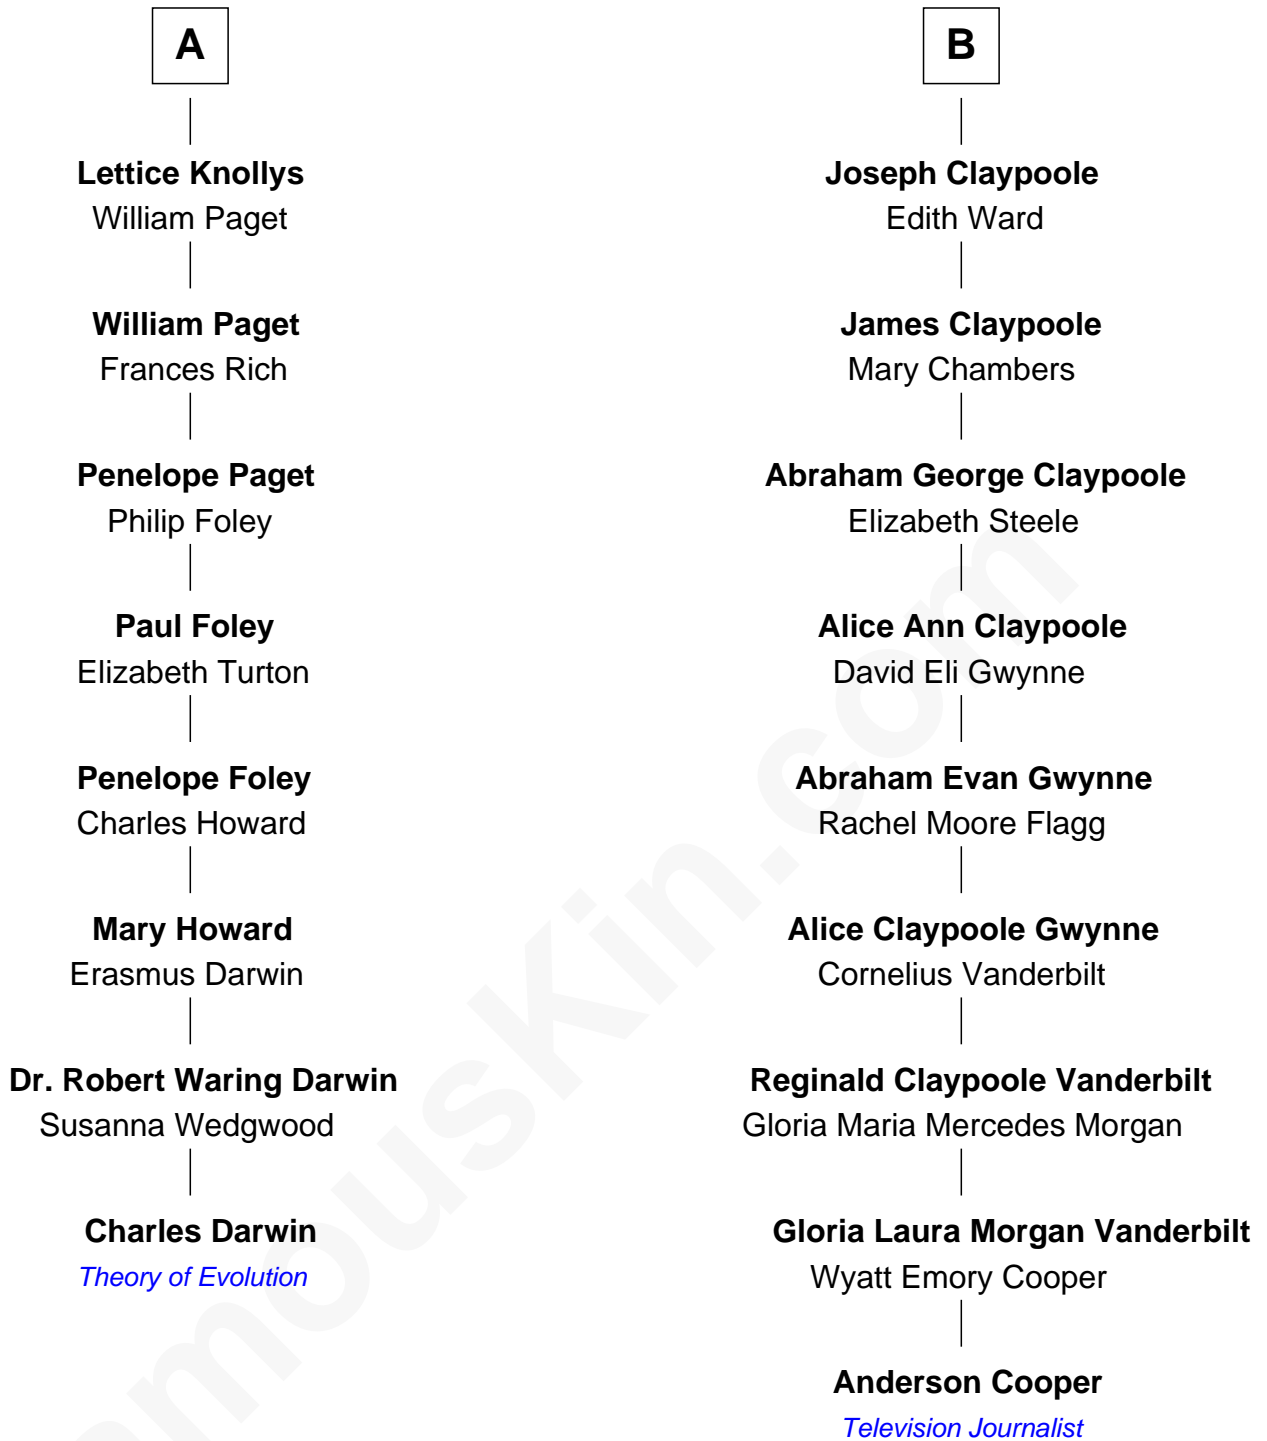 A
Lettice Knollys
William Paget
William Paget
Frances Rich
Penelope Paget
Philip Foley
Paul Foley
Elizabeth Turton
Penelope Foley
Charles Howard
Mary Howard
Erasmus Darwin
Dr. Robert Waring Darwin
Susanna Wedgwood
Charles Darwin
Theory of Evolution
B
Joseph Claypoole
Edith Ward
James Claypoole
Mary Chambers
Abraham George Claypoole
Elizabeth Steele
Alice Ann Claypoole
David Eli Gwynne
Abraham Evan Gwynne
Rachel Moore Flagg
Alice Claypoole Gwynne
Cornelius Vanderbilt
Reginald Claypoole Vanderbilt
Gloria Maria Mercedes Morgan
Gloria Laura Morgan Vanderbilt
Wyatt Emory Cooper
Anderson Cooper
Television Journalist
mousKin.com